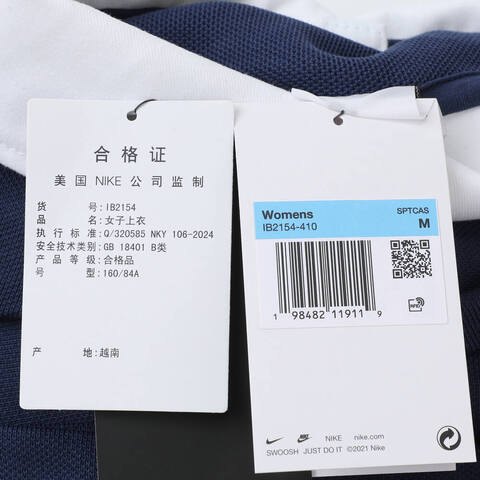 合格证
美国 NIKE 公司监制
货 号:IB2154
品 名:女子上衣
执 行 标 准:Q/320585 NKY 106-2024
安全技术类别:GB 18401 B类
产 品 等 级:合格品
号 型:160/84A
产 地:越南
Womens SPTCAS
IB2154-410 M
1 98482 11911 9
RFID
NIKE nike.com
SWOOSH JUST DO IT ©2021 Nike